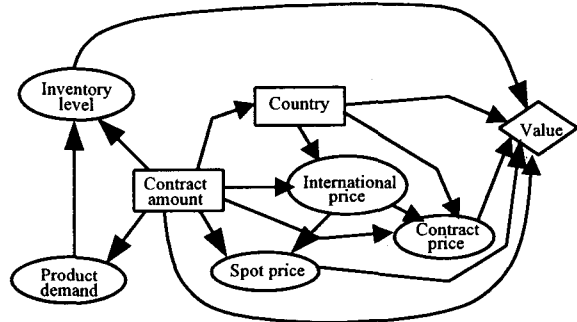 Inventory
level
Country
Value
Contract
amount
International
price
Contract
price
Product
demand
Spot price